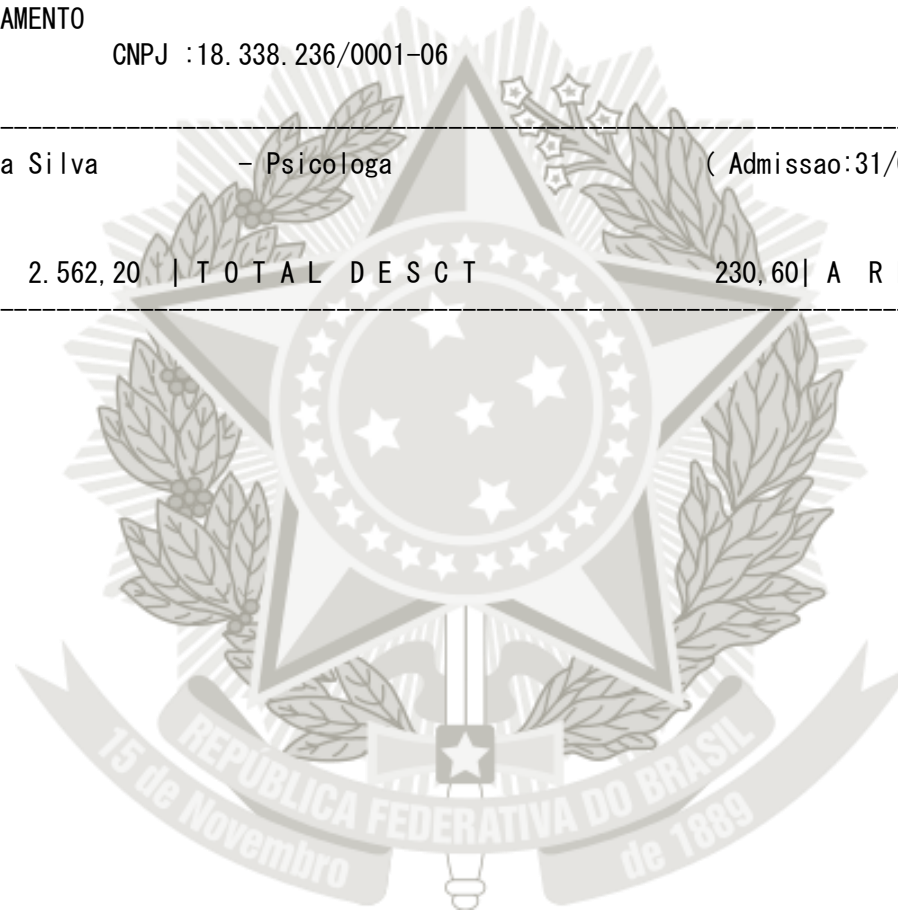 AMENTO
CNPJ :18.338.236/0001-06
a Silva - Psicologa ( Admissao:31/
2.562,20 | T O T A L D E S C T 230,60| A R
REPÚBLICA FEDERATIVA DO BRASIL
15 de Novembro de 1889